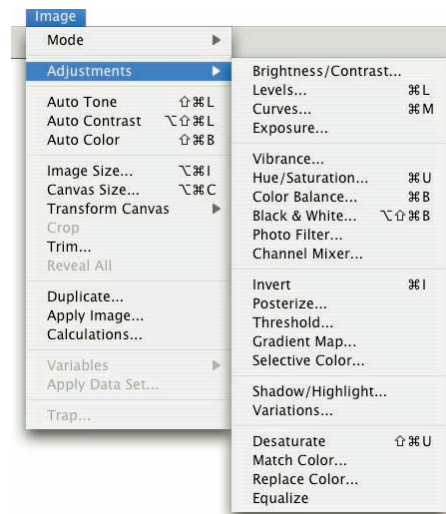 Image
Mode ▶
Adjustments ▶
Auto Tone ⇧⌘L
Auto Contrast ⌥⇧⌘L
Auto Color ⇧⌘B
Image Size... ⌥⌘I
Canvas Size... ⌥⌘C
Transform Canvas ▶
Crop
Trim...
Reveal All
Duplicate...
Apply Image...
Calculations...
Variables ▶
Apply Data Set...
Trap...
Brightness/Contrast...
Levels... ⌘L
Curves... ⌘M
Exposure...
Vibrance...
Hue/Saturation... ⌘U
Color Balance... ⌘B
Black & White... ⌥⇧⌘B
Photo Filter...
Channel Mixer...
Invert ⌘I
Posterize...
Threshold...
Gradient Map...
Selective Color...
Shadow/Highlight...
Variations...
Desaturate ⇧⌘U
Match Color...
Replace Color...
Equalize